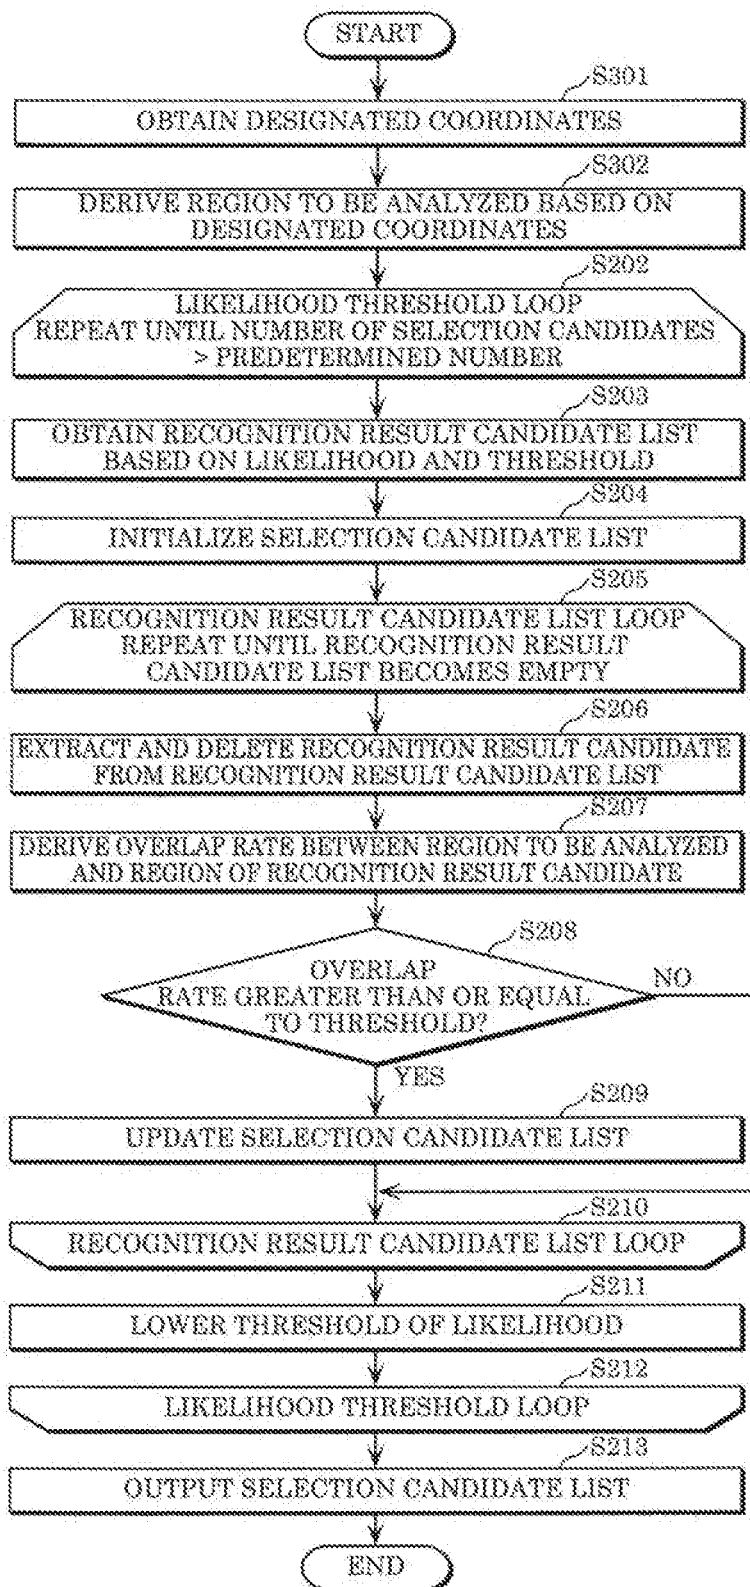 START
S301
OBTAIN DESIGNATED COORDINATES
S302
DERIVE REGION TO BE ANALYZED BASED ON
DESIGNATED COORDINATES
S202
LIKELIHOOD THRESHOLD LOOP
REPEAT UNTIL NUMBER OF SELECTION CANDIDATES
> PREDETERMINED NUMBER
S203
OBTAIN RECOGNITION RESULT CANDIDATE LIST
BASED ON LIKELIHOOD AND THRESHOLD
S204
INITIALIZE SELECTION CANDIDATE LIST
S205
RECOGNITION RESULT CANDIDATE LIST LOOP
REPEAT UNTIL RECOGNITION RESULT
CANDIDATE LIST BECOMES EMPTY
S206
EXTRACT AND DELETE RECOGNITION RESULT CANDIDATE
FROM RECOGNITION RESULT CANDIDATE LIST
S207
DERIVE OVERLAP RATE BETWEEN REGION TO BE ANALYZED
AND REGION OF RECOGNITION RESULT CANDIDATE
S208
OVERLAP
RATE GREATER THAN OR EQUAL
TO THRESHOLD?
NO
YES
S209
UPDATE SELECTION CANDIDATE LIST
S210
RECOGNITION RESULT CANDIDATE LIST LOOP
S211
LOWER THRESHOLD OF LIKELIHOOD
S212
LIKELIHOOD THRESHOLD LOOP
S213
OUTPUT SELECTION CANDIDATE LIST
END